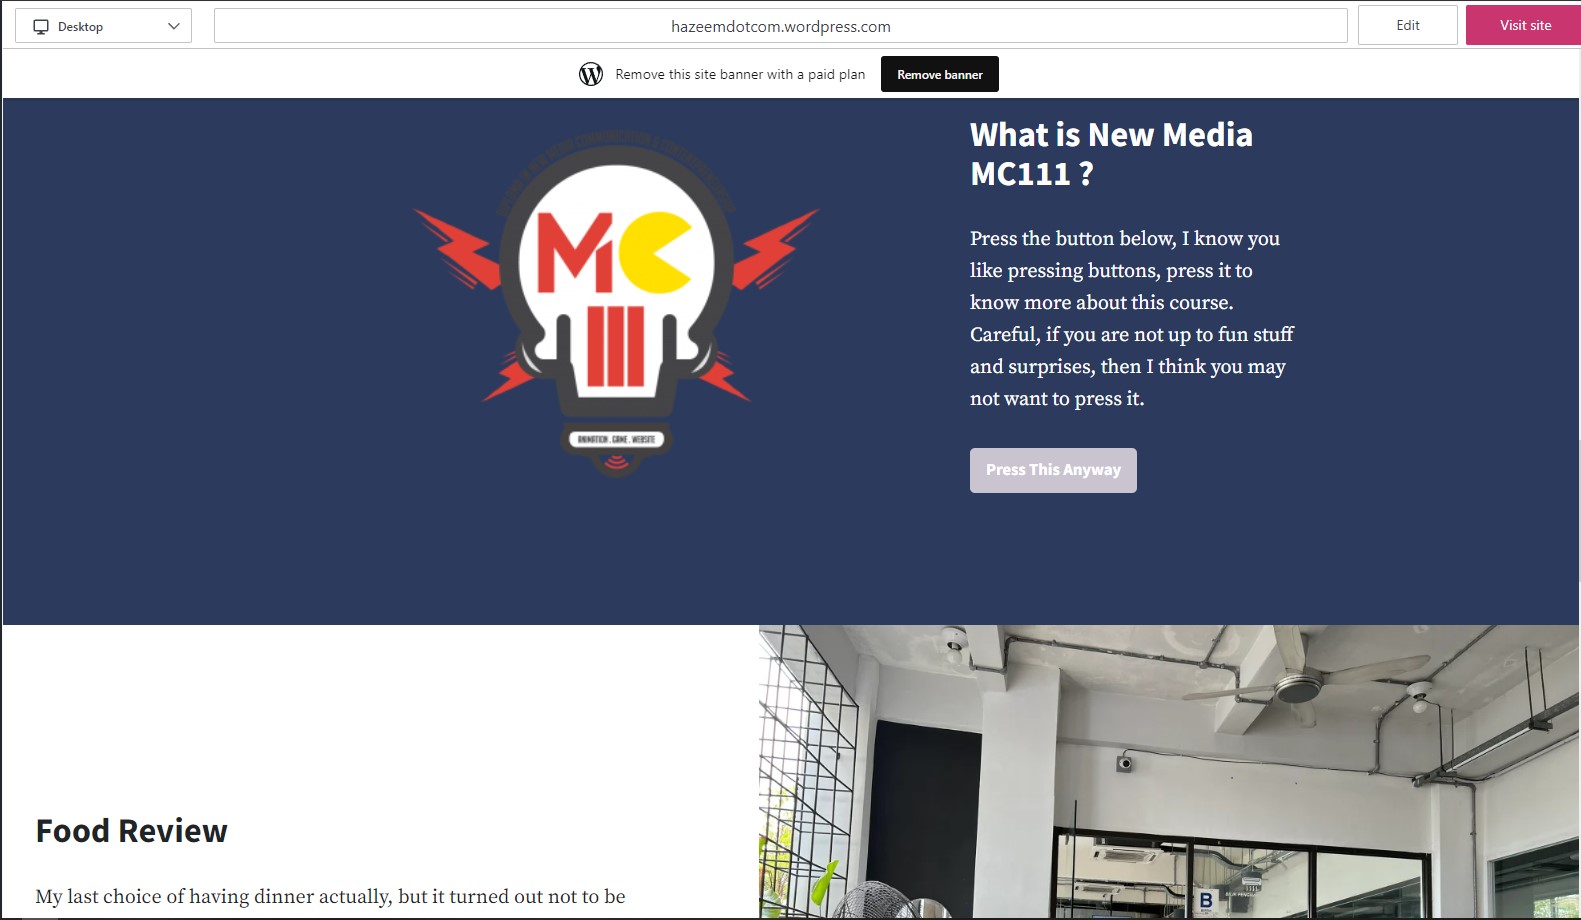 Desktop
hazeemdotcom.wordpress.com
Edit
Visit site
Remove this site banner with a paid plan
Remove banner
MC
111
ANIMATION . GAME . WEBSITE
What is New Media
MC111 ?
Press the button below, I know you
like pressing buttons, press it to
know more about this course.
Careful, if you are not up to fun stuff
and surprises, then I think you may
not want to press it.
Press This Anyway
Food Review
My last choice of having dinner actually, but it turned out not to be
B